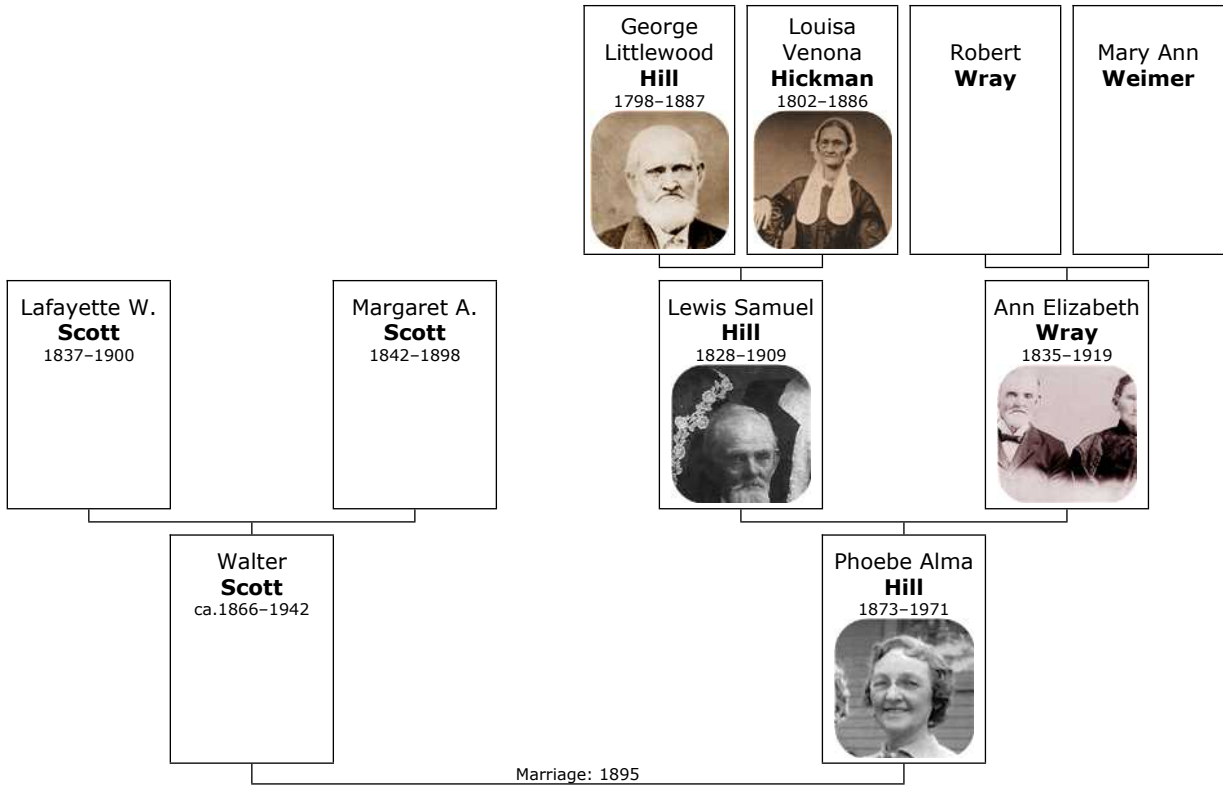 George
Littlewood
Hill
1798–1887
Louisa
Venona
Hickman
1802–1886
Robert
Wray
Mary Ann
Weimer
Lafayette W.
Scott
1837–1900
Margaret A.
Scott
1842–1898
Lewis Samuel
Hill
1828–1909
Ann Elizabeth
Wray
1835–1919
Walter
Scott
ca.1866–1942
Phoebe Alma
Hill
1873–1971
Marriage: 1895